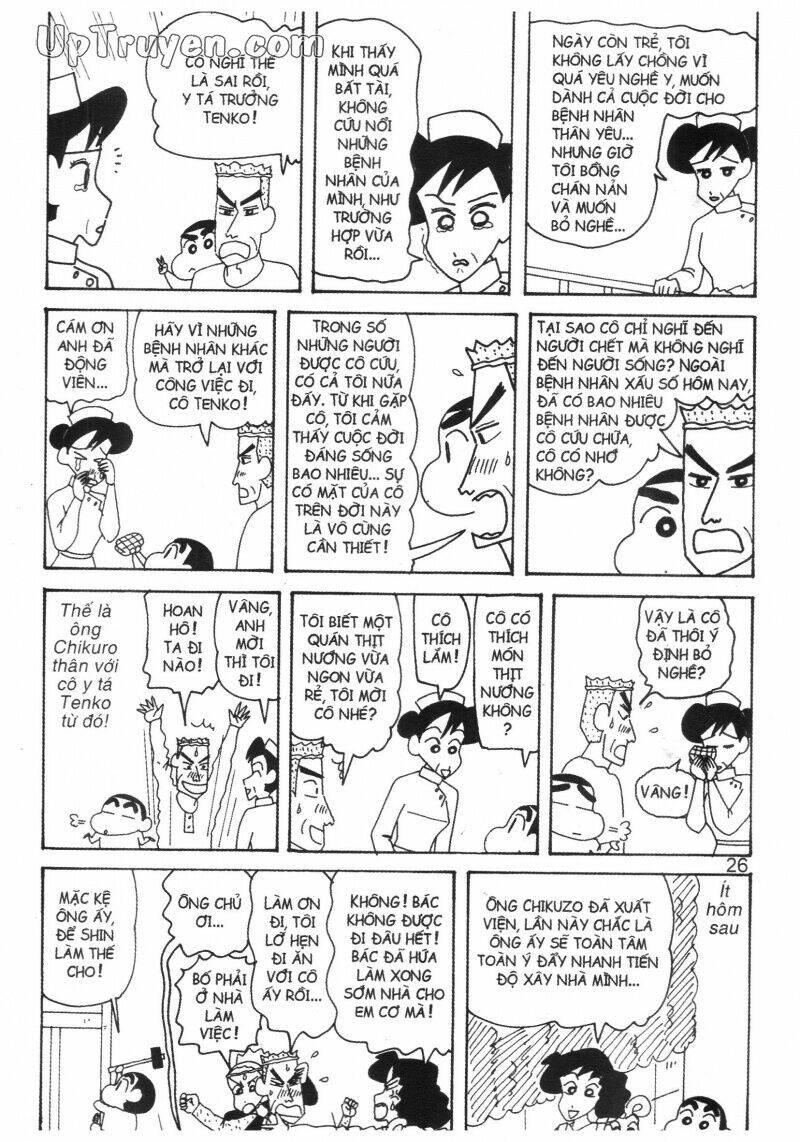 UpTruyen.com
NGÀY CÒN TRẺ, TÔI
KHÔNG LẤY CHỒNG VÌ
QUÁ YÊU NGHỀ Y, MUỐN
DÀNH CẢ CUỘC ĐỜI CHO
BỆNH NHÂN
THÂN YÊU...
NHƯNG GIỜ
TÔI BỖNG
CHÁN NẢN
VÀ MUỐN
BỎ NGHỀ...
KHI THẤY
MÌNH QUÁ
BẤT TÀI,
KHÔNG
CỨU NỔI
NHỮNG
BỆNH
NHÂN CỦA
MÌNH, NHƯ
TRƯỜNG
HỢP VỪA
RỒI...
CÔ NGHĨ THẾ
LÀ SAI RỒI,
Y TÁ TRƯỞNG
TENKO!
TẠI SAO CÔ CHỈ NGHĨ ĐẾN
NGƯỜI CHẾT MÀ KHÔNG NGHĨ
ĐẾN NGƯỜI SỐNG? NGOÀI
BỆNH NHÂN XẤU SỐ HÔM NAY,
ĐÃ CÓ BAO NHIÊU
BỆNH NHÂN ĐƯỢC
CÔ CỨU CHỮA,
CÔ CÓ NHỚ
KHÔNG?
TRONG SỐ
NHỮNG NGƯỜI
ĐƯỢC CÔ CỨU,
CÓ CẢ TÔI NỮA
ĐẤY. TỪ KHI GẶP
CÔ, TÔI CẢM
THẤY CUỘC ĐỜI
ĐÁNG SỐNG
BAO NHIÊU... SỰ
CÓ MẶT CỦA CÔ
TRÊN ĐỜI NÀY
LÀ VÔ CÙNG
CẦN THIẾT!
HÃY VÌ NHỮNG
BỆNH NHÂN KHÁC
MÀ TRỞ LẠI VỚI
CÔNG VIỆC ĐI,
CÔ TENKO!
CÁM ƠN
ANH ĐÃ
ĐỘNG
VIÊN...
VẬY LÀ CÔ
ĐÃ THÔI Ý
ĐỊNH BỎ
NGHỀ?
VÂNG!
CÔ CÓ
THÍCH
MÓN
THỊT
NƯỚNG
KHÔNG?
CÔ
THÍCH
LẮM!
TÔI BIẾT MỘT
QUÁN THỊT
NƯỚNG VỪA
NGON VỪA
RẺ, TÔI MỜI
CÔ NHÉ?
VÂNG,
ANH
MỜI
THÌ TÔI
ĐI!
HOAN
HÔ!
TA ĐI
NÀO!
Thế là
ông
Chikuro
thân với
cô y tá
Tenko
từ đó!
26
Ít
hôm
sau
ÔNG CHIKUZO ĐÃ XUẤT
VIỆN, LẦN NÀY CHẮC LÀ
ÔNG ẤY SẼ TOÀN TÂM
TOÀN Ý ĐẨY NHANH TIẾN
ĐỘ XÂY NHÀ MÌNH...
KHÔNG! BÁC
KHÔNG ĐƯỢC
ĐI ĐÂU HẾT!
BÁC ĐÃ HỨA
LÀM XONG
SỚM NHÀ CHO
EM CƠ MÀ!
LÀM ƠN
ĐI, TÔI
LỠ HẸN
ĐI ĂN
VỚI CÔ
ẤY RỒI...
ÔNG CHỦ
ƠI...
BỐ PHẢI
Ở NHÀ
LÀM
VIỆC!
MẶC KỆ
ÔNG ẤY,
ĐỂ SHIN
LÀM THẾ
CHO!